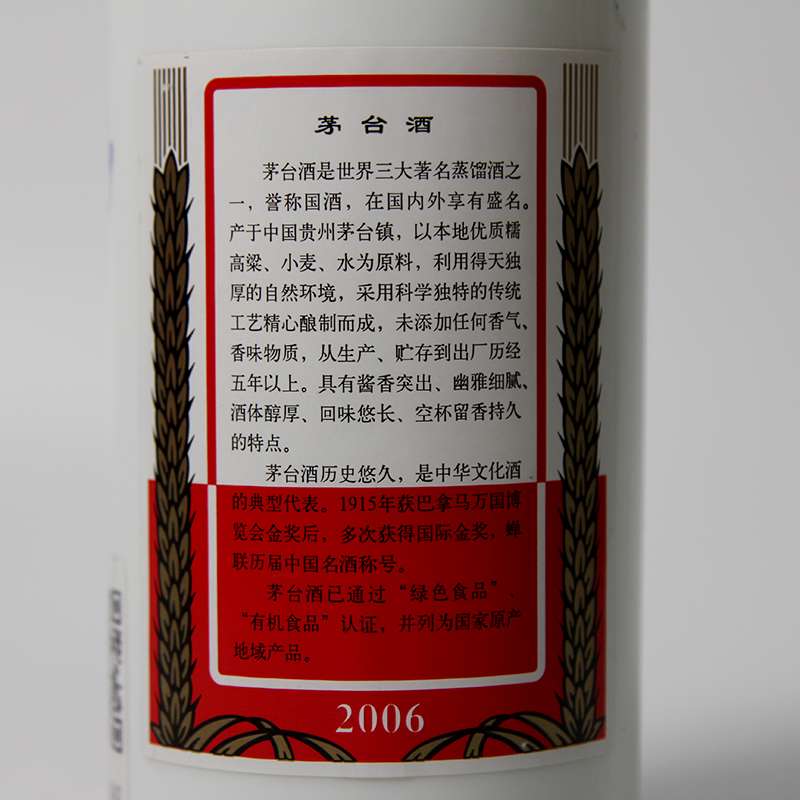 茅台酒
茅台酒是世界三大著名蒸馏酒之
一，誉称国酒，在国内外享有盛名。
产于中国贵州茅台镇，以本地优质糯
高粱、小麦、水为原料，利用得天独
厚的自然环境，采用科学独特的传统
工艺精心酿制而成，未添加任何香气、
香味物质，从生产、贮存到出厂历经
五年以上。具有酱香突出、幽雅细腻、
酒体醇厚、回味悠长、空杯留香持久
的特点。
茅台酒历史悠久，是中华文化酒
的典型代表。1915年获巴拿马万国博
览会金奖后，多次获得国际金奖，蝉
联历届中国名酒称号。
茅台酒已通过“绿色食品”、
“有机食品”认证，并列为国家原产
地域产品。
2006